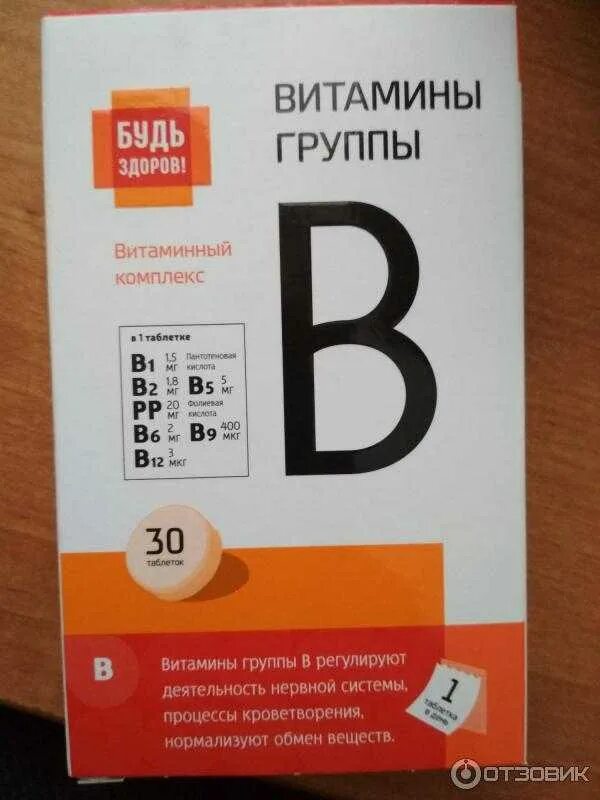 БУДЬ
ЗДОРОВ!
ВИТАМИНЫ
ГРУППЫ
B
Витаминный
комплекс
в 1 таблетке
B1 1,5 мг
B2 1,8 мг
PP 20 мг
B6 2 мг
B12 3 мкг
Пантотеновая
кислота
B5 5 мг
Фолиевая
кислота
B9 400 мкг
30
таблеток
B
Витамины группы В регулируют
деятельность нервной системы,
процессы кроветворения,
нормализуют обмен веществ.
1
таблетка
в день
ОТЗОВИК